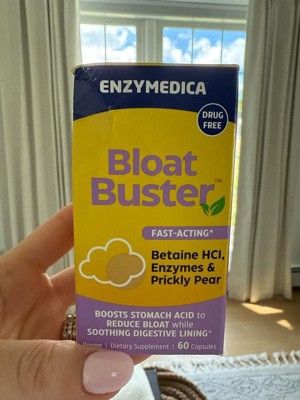 ENZYMEDICA
DRUG
FREE
Bloat
Buster™
FAST-ACTING*
Betaine HCl,
Enzymes &
Prickly Pear
BOOSTS STOMACH ACID to
REDUCE BLOAT while
SOOTHING DIGESTIVE LINING*
Vegan | Dietary Supplement | 60 Capsules